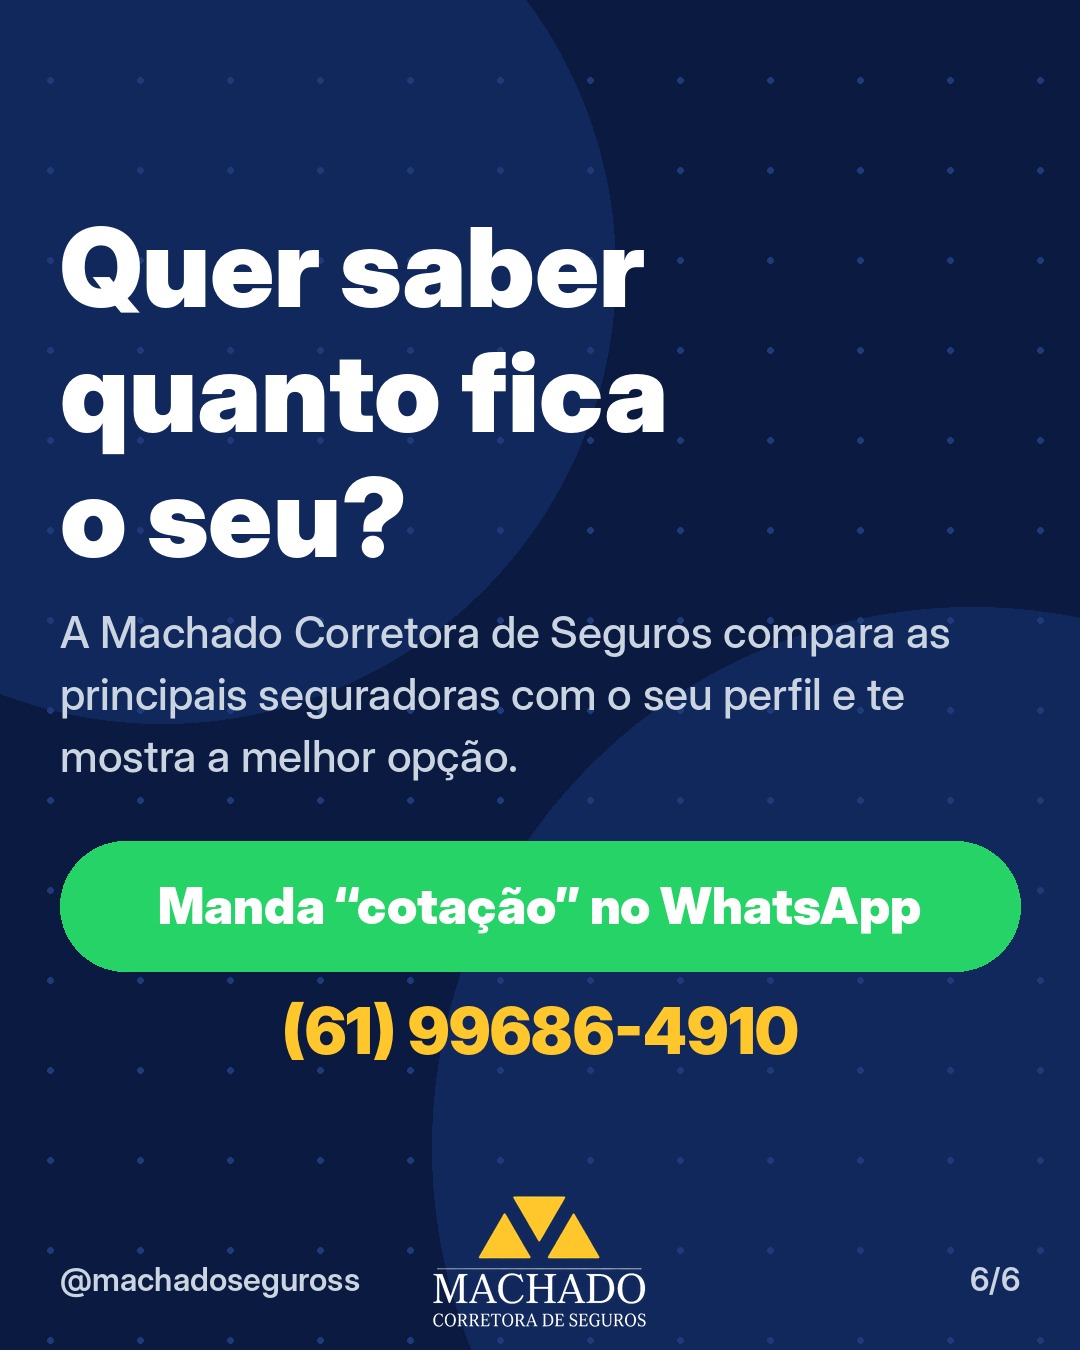 Quer saber
quanto fica
o seu?
A Machado Corretora de Seguros compara as
principais seguradoras com o seu perfil e te
mostra a melhor opção.
Manda “cotação” no WhatsApp
(61) 99686-4910
@machadoseguross
MACHADO
CORRETORA DE SEGUROS
6/6